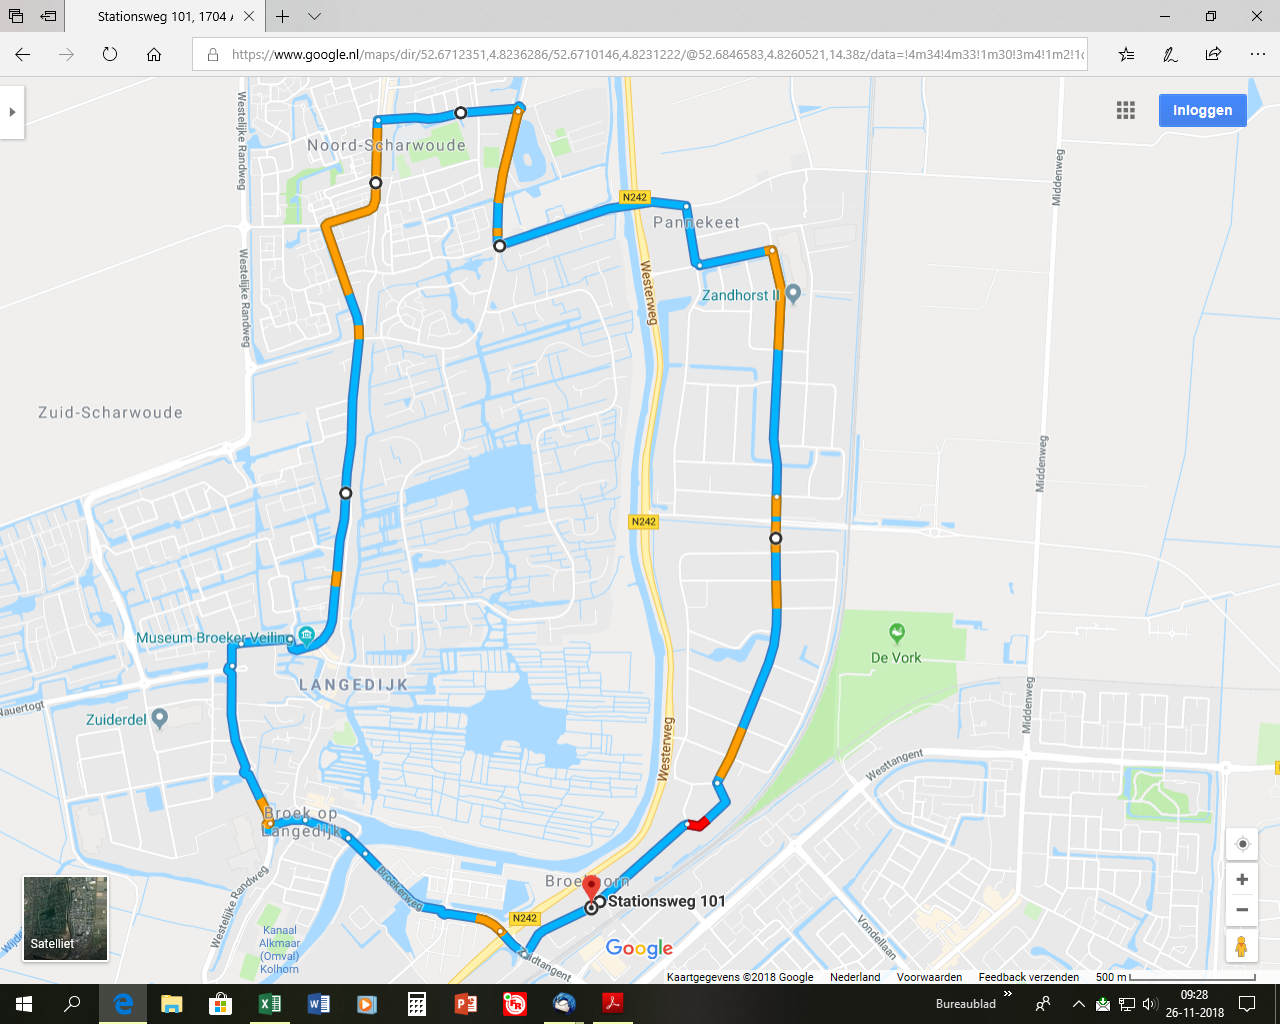 Stationsweg 101, 1704 A
https://www.google.nl/maps/dir/52.6712351,4.8236286/52.6710146,4.8231222/@52.6846583,4.8260521,14.38z/data=!4m34!4m33!1m30!3m4!1m2!1d
Inloggen
Westelijke Randweg
Noord-Scharwoude
Middenweg
N242
Pannekeet
Westelijke Randweg
Westerweg
Zandhorst II
Zuid-Scharwoude
Middenweg
N242
Museum Broeker Veiling
De Vork
LANGEDIJK
Nauertogt
Zuiderdel
Middenweg
Westerweg
Westtangent
Broek op
Langedijk
Broekerweg
Broekhorn
Stationsweg 101
Westelijke Randweg
N242
Zuidtangent
Vondellaan
Kanaal
Alkmaar
(Omval)
Kolhorn
Satelliet
Google
Kaartgegevens ©2018 Google Nederland Voorwaarden Feedback verzenden 500 m
Bureaublad
09:28
26-11-2018